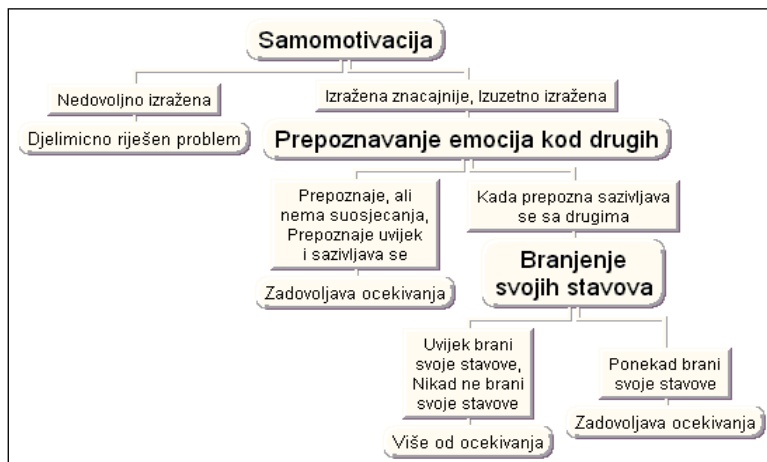 Samomotivacija
Nedovoljno izražena
Izražena znacajnije, Izuzetno izražena
Djelimicno riješen problem
Prepoznavanje emocija kod drugih
Prepoznaje, ali
nema suosjecanja,
Prepoznaje uvijek
i sazivljava se
Kada prepozna sazivljava
se sa drugima
Zadovoljava ocekivanja
Branjenje
svojih stavova
Uvijek brani
svoje stavove,
Nikad ne brani
svoje stavove
Ponekad brani
svoje stavove
Više od ocekivanja
Zadovoljava ocekivanja